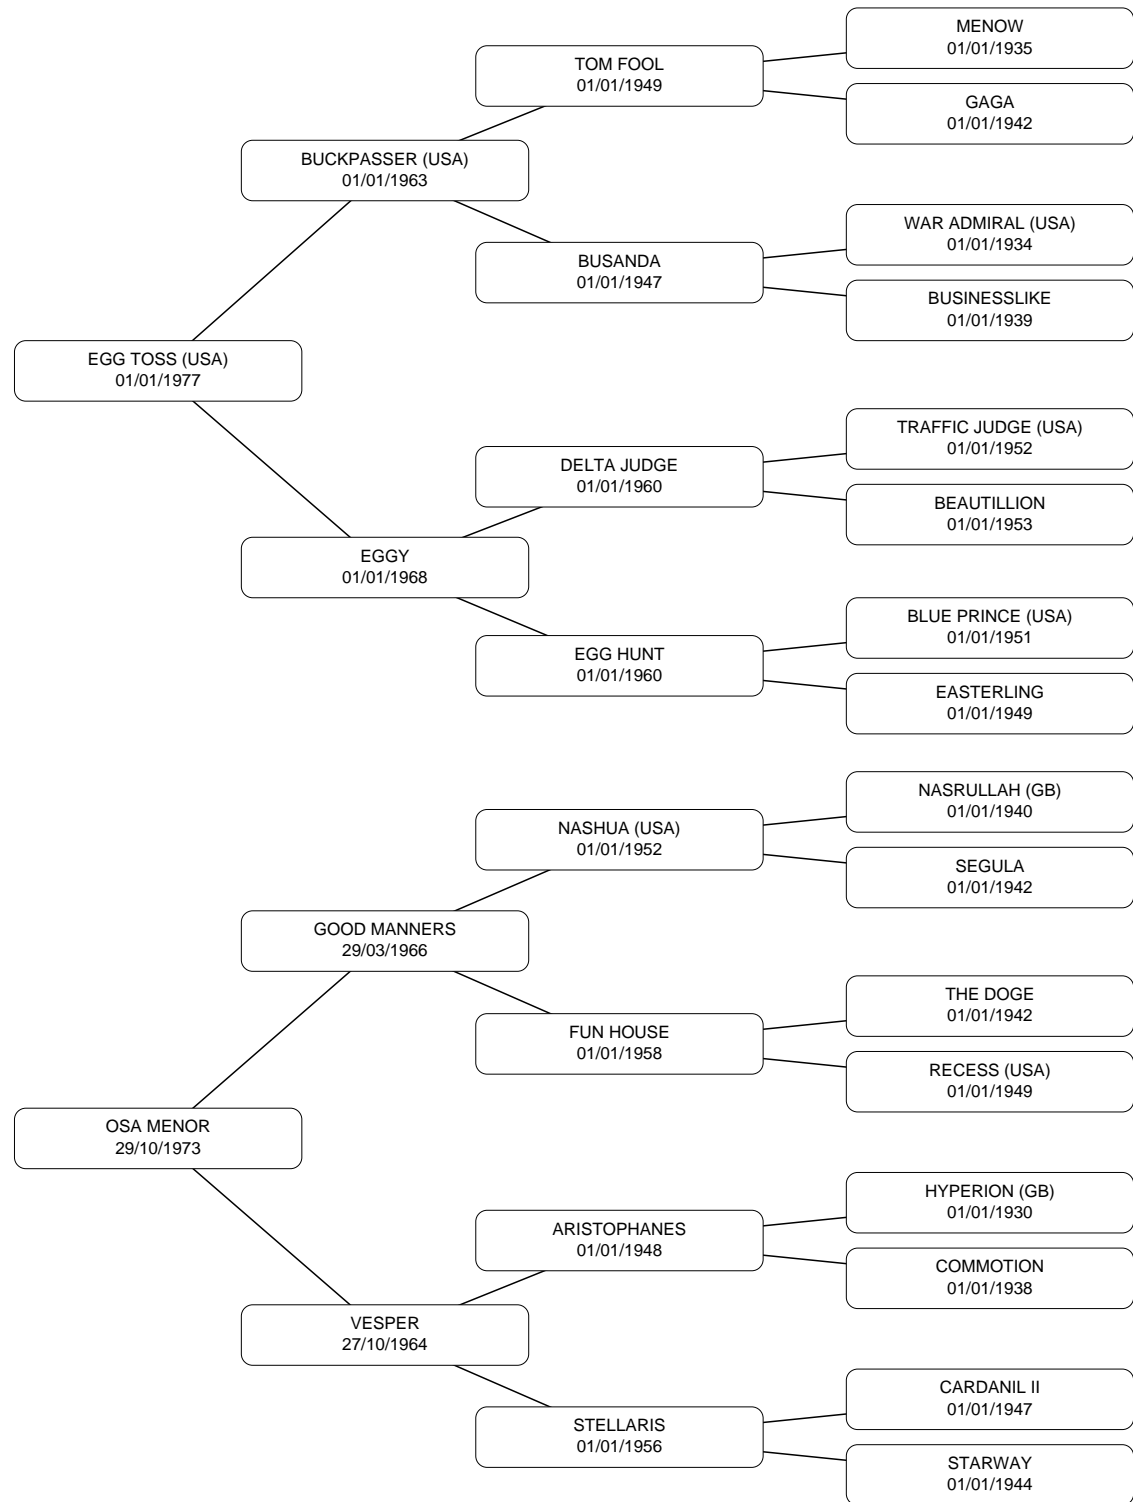 MENOW
01/01/1935
TOM FOOL
01/01/1949
GAGA
01/01/1942
BUCKPASSER (USA)
01/01/1963
WAR ADMIRAL (USA)
01/01/1934
BUSANDA
01/01/1947
BUSINESSLIKE
01/01/1939
EGG TOSS (USA)
01/01/1977
TRAFFIC JUDGE (USA)
01/01/1952
DELTA JUDGE
01/01/1960
BEAUTILLION
01/01/1953
EGGY
01/01/1968
BLUE PRINCE (USA)
01/01/1951
EGG HUNT
01/01/1960
EASTERLING
01/01/1949
NASRULLAH (GB)
01/01/1940
NASHUA (USA)
01/01/1952
SEGULA
01/01/1942
GOOD MANNERS
29/03/1966
THE DOGE
01/01/1942
FUN HOUSE
01/01/1958
RECESS (USA)
01/01/1949
OSA MENOR
29/10/1973
HYPERION (GB)
01/01/1930
ARISTOPHANES
01/01/1948
COMMOTION
01/01/1938
VESPER
27/10/1964
CARDANIL II
01/01/1947
STELLARIS
01/01/1956
STARWAY
01/01/1944